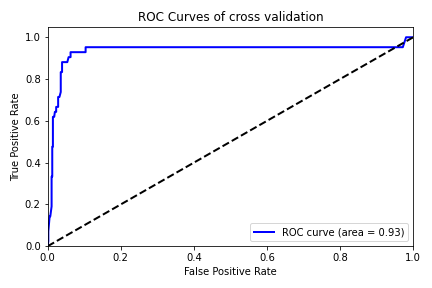 ROC Curves of cross validation
True Positive Rate
1.0
0.8
0.6
0.4
0.2
0.0
ROC curve (area = 0.93)
0.0 0.2 0.4 0.6 0.8 1.0
False Positive Rate